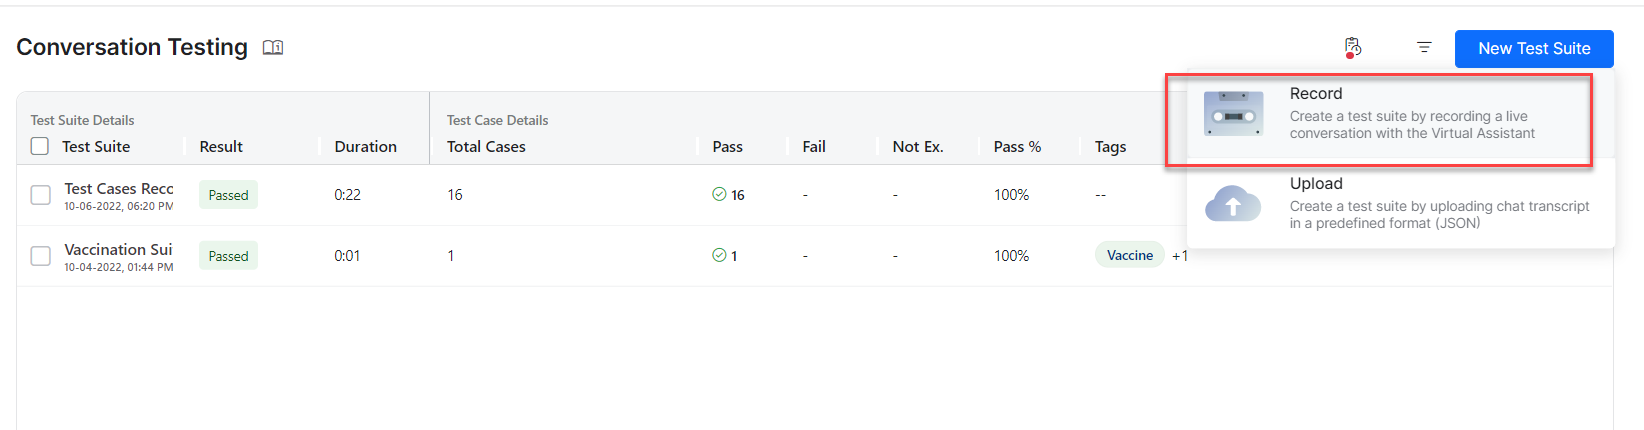 Conversation Testing
New Test Suite
Record
Create a test suite by recording a live
conversation with the Virtual Assistant
Upload
Create a test suite by uploading chat transcript
in a predefined format (JSON)
Test Suite Details
Test Case Details
Test Suite Result Duration Total Cases Pass Fail Not Ex. Pass % Tags
Test Cases Reco Passed 0:22 16 16 - - 100% --
10-06-2022, 06:20 PM
Vaccination Sui Passed 0:01 1 1 - - 100% Vaccine +1
10-04-2022, 01:44 PM